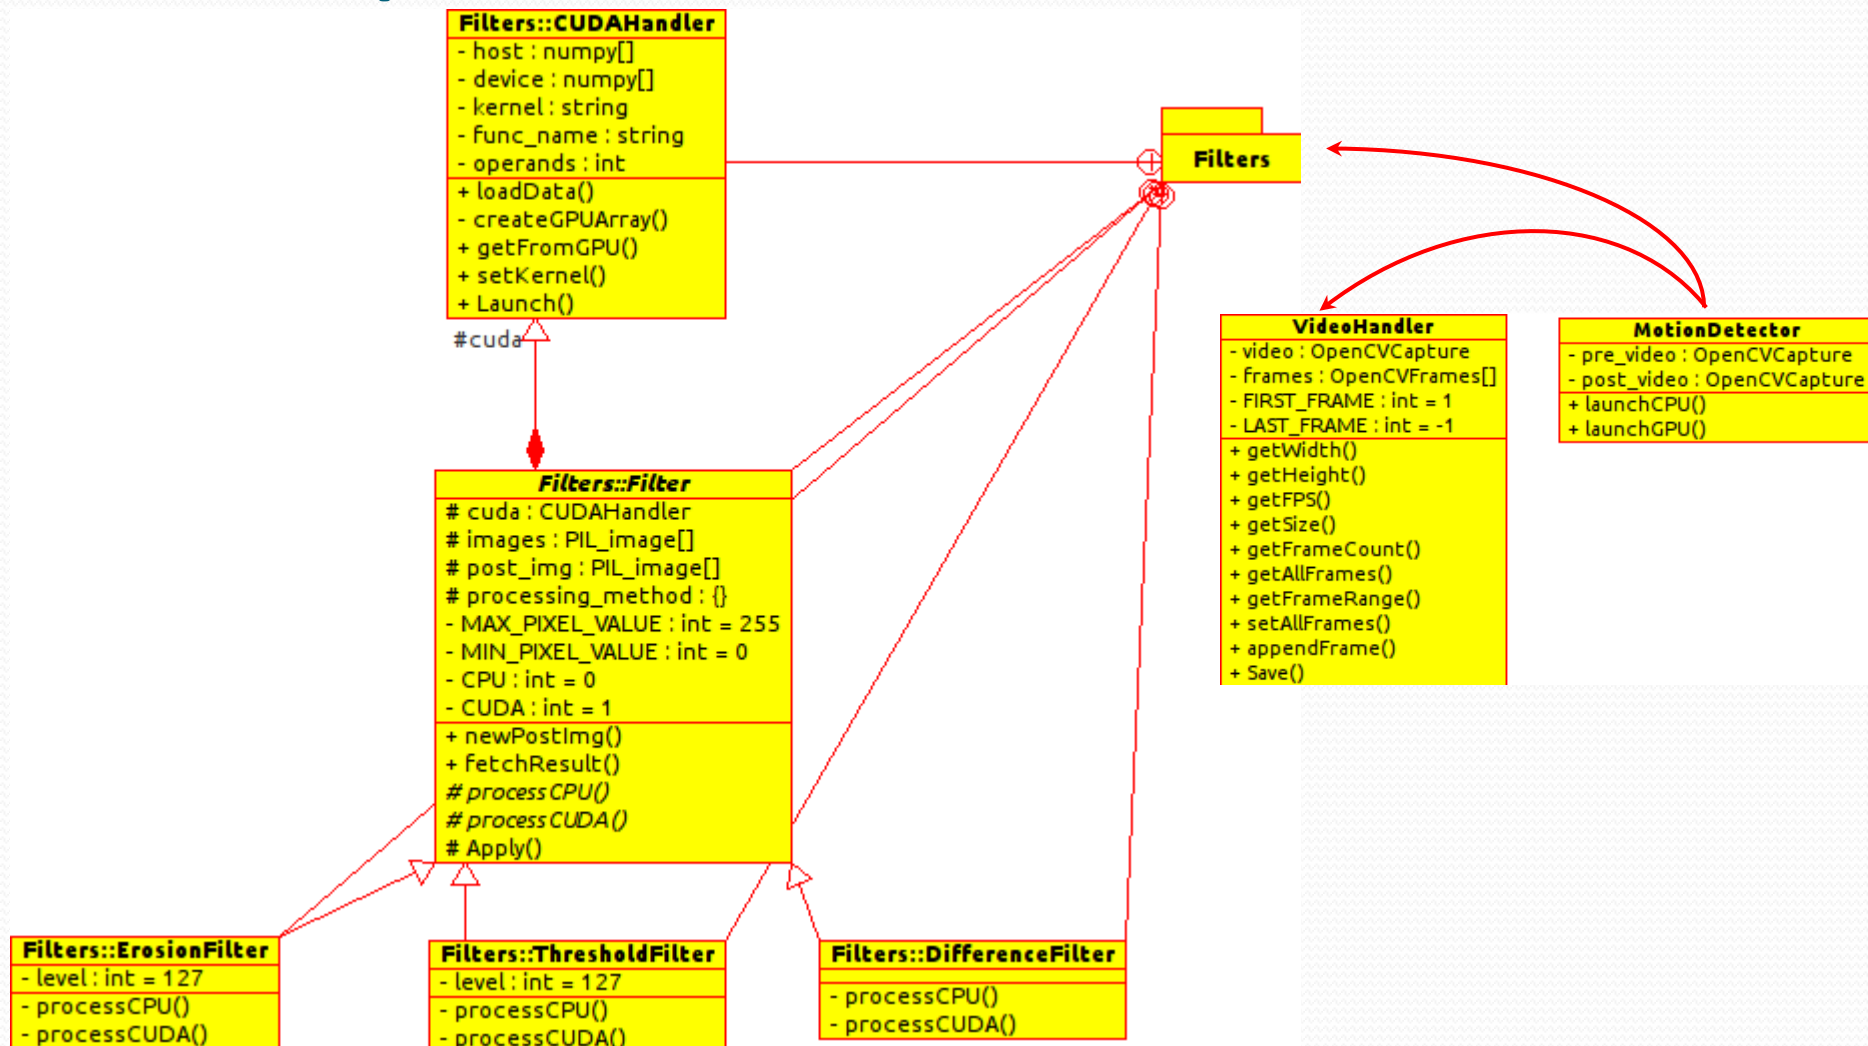 Filters::CUDAHandler
- host : numpy[]
- device : numpy[]
- kernel : string
- func_name : string
- operands : int
+ loadData()
- createGPUArray()
+ getFromGPU()
+ setKernel()
+ Launch()
#cuda
Filters
Filters::Filter
# cuda : CUDAHandler
# images : PIL_image[]
# post_img : PIL_image[]
# processing_method : {}
- MAX_PIXEL_VALUE : int = 255
- MIN_PIXEL_VALUE : int = 0
- CPU : int = 0
- CUDA : int = 1
+ newPostImg()
+ fetchResult()
# processCPU()
# processCUDA()
# Apply()
VideoHandler
- video : OpenCVCapture
- frames : OpenCVFrames[]
- FIRST_FRAME : int = 1
- LAST_FRAME : int = -1
+ getWidth()
+ getHeight()
+ getFPS()
+ getSize()
+ getFrameCount()
+ getAllFrames()
+ getFrameRange()
+ setAllFrames()
+ appendFrame()
+ Save()
MotionDetector
- pre_video : OpenCVCapture
- post_video : OpenCVCapture
+ launchCPU()
+ launchGPU()
Filters::ErosionFilter
- level : int = 127
- processCPU()
- processCUDA()
Filters::ThresholdFilter
- level : int = 127
- processCPU()
- processCUDA()
Filters::DifferenceFilter
- processCPU()
- processCUDA()